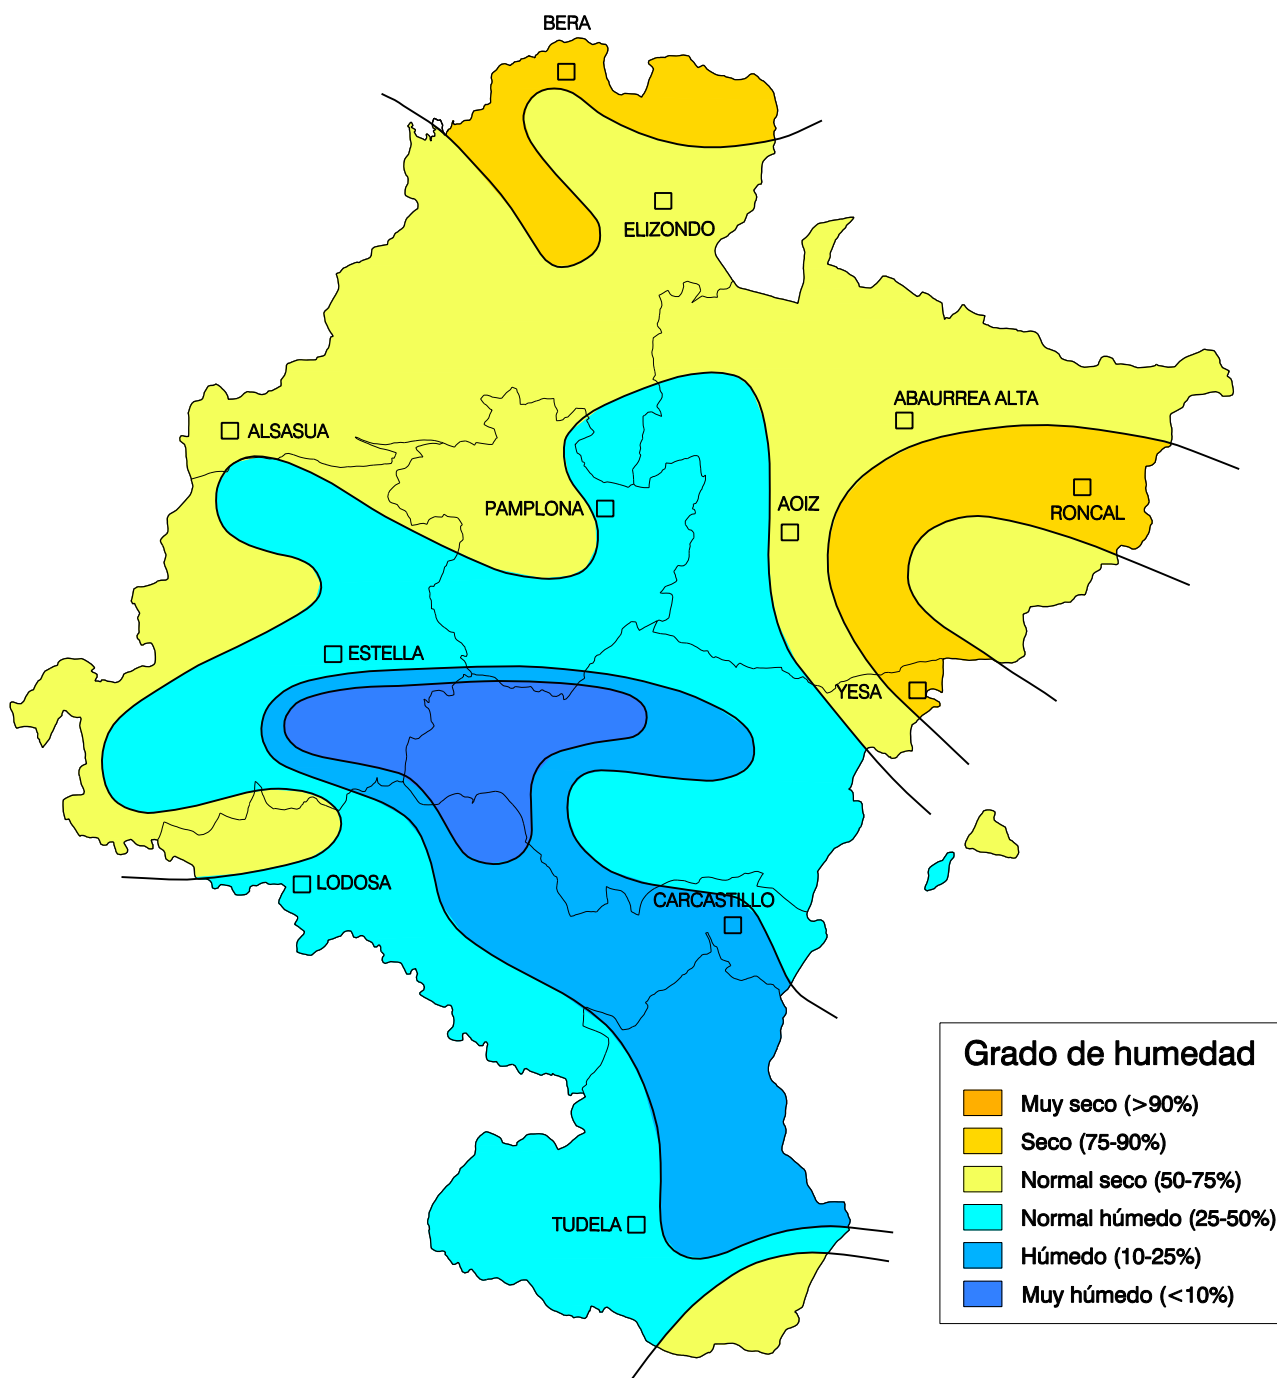 BERA
ELIZONDO
ABAURREA ALTA
ALSASUA
PAMPLONA
AOIZ
RONCAL
ESTELLA
YESA
LODOSA
CARCASTILLO
TUDELA
Grado de humedad
Muy seco (>90%)
Seco (75-90%)
Normal seco (50-75%)
Normal húmedo (25-50%)
Húmedo (10-25%)
Muy húmedo (<10%)